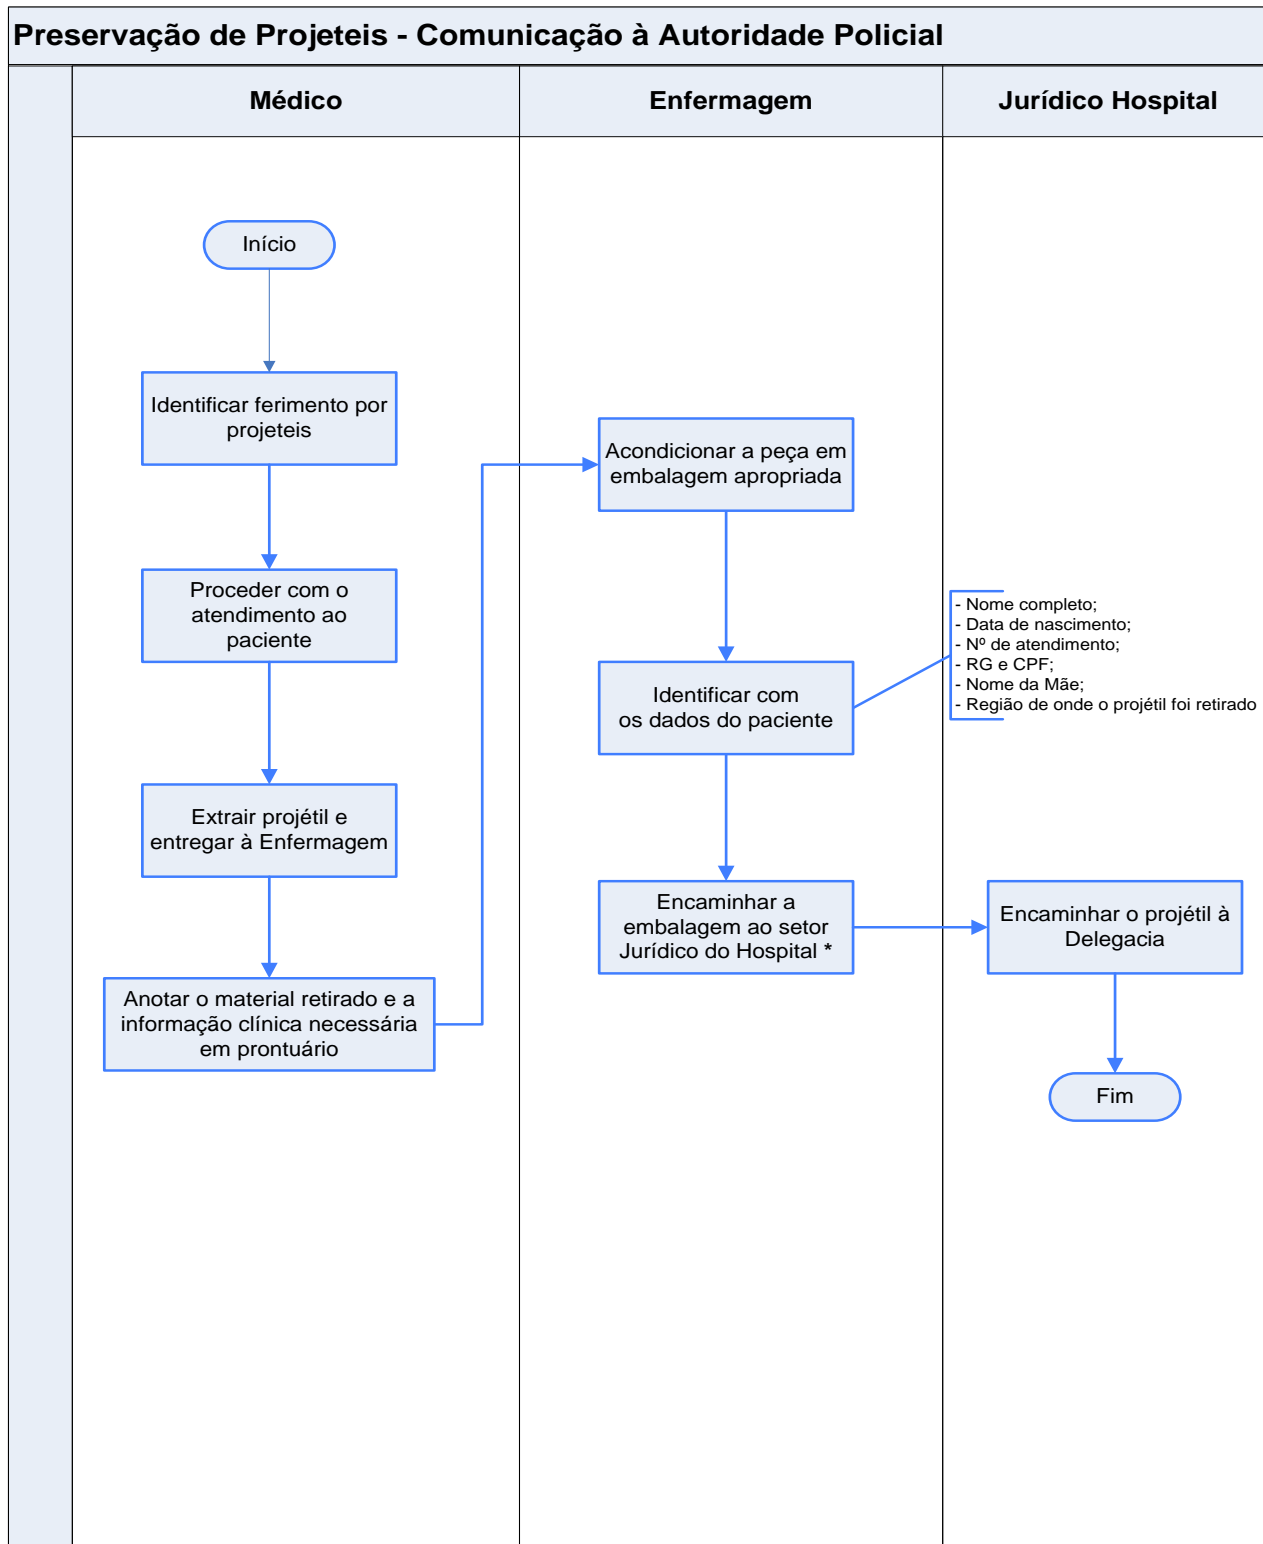 Preservação de Projeteis - Comunicação à Autoridade Policial
Médico
Enfermagem
Jurídico Hospital
Início
Identificar ferimento por
projeteis
Proceder com o
atendimento ao
paciente
Extrair projétil e
entregar à Enfermagem
Anotar o material retirado e a
informação clínica necessária
em prontuário
Acondicionar a peça em
embalagem apropriada
Identificar com
os dados do paciente
- Nome completo;
- Data de nascimento;
- Nº de atendimento;
- RG e CPF;
- Nome da Mãe;
- Região de onde o projétil foi retirado
Encaminhar a
embalagem ao setor
Jurídico do Hospital *
Encaminhar o projétil à
Delegacia
Fim